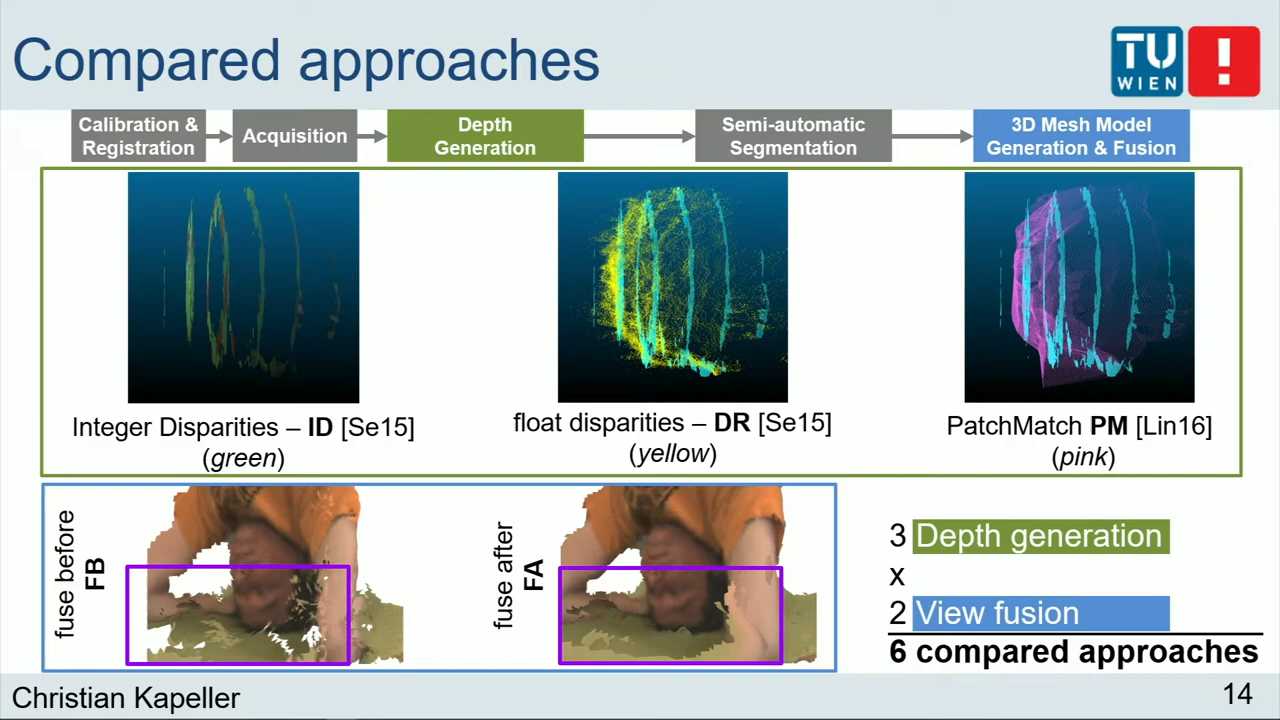 Compared approaches
TU
WIEN
!
Calibration &
Registration
Acquisition
Depth
Generation
Semi-automatic
Segmentation
3D Mesh Model
Generation & Fusion
Integer Disparities – ID [Se15]
(green)
float disparities – DR [Se15]
(yellow)
PatchMatch PM [Lin16]
(pink)
fuse before
FB
fuse after
FA
3 Depth generation
x
2 View fusion
6 compared approaches
Christian Kapeller
14